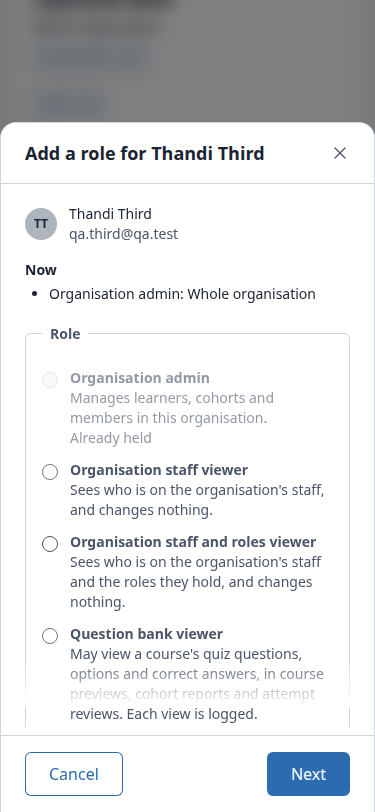 Add a role for Thandi Third
TT
Thandi Third
qa.third@qa.test
Now
• Organisation admin: Whole organisation
Role
Organisation admin
Manages learners, cohorts and
members in this organisation.
Already held
Organisation staff viewer
Sees who is on the organisation's staff,
and changes nothing.
Organisation staff and roles viewer
Sees who is on the organisation's staff
and the roles they hold, and changes
nothing.
Question bank viewer
May view a course's quiz questions,
options and correct answers, in course
previews, cohort reports and attempt
reviews. Each view is logged.
Cancel
Next